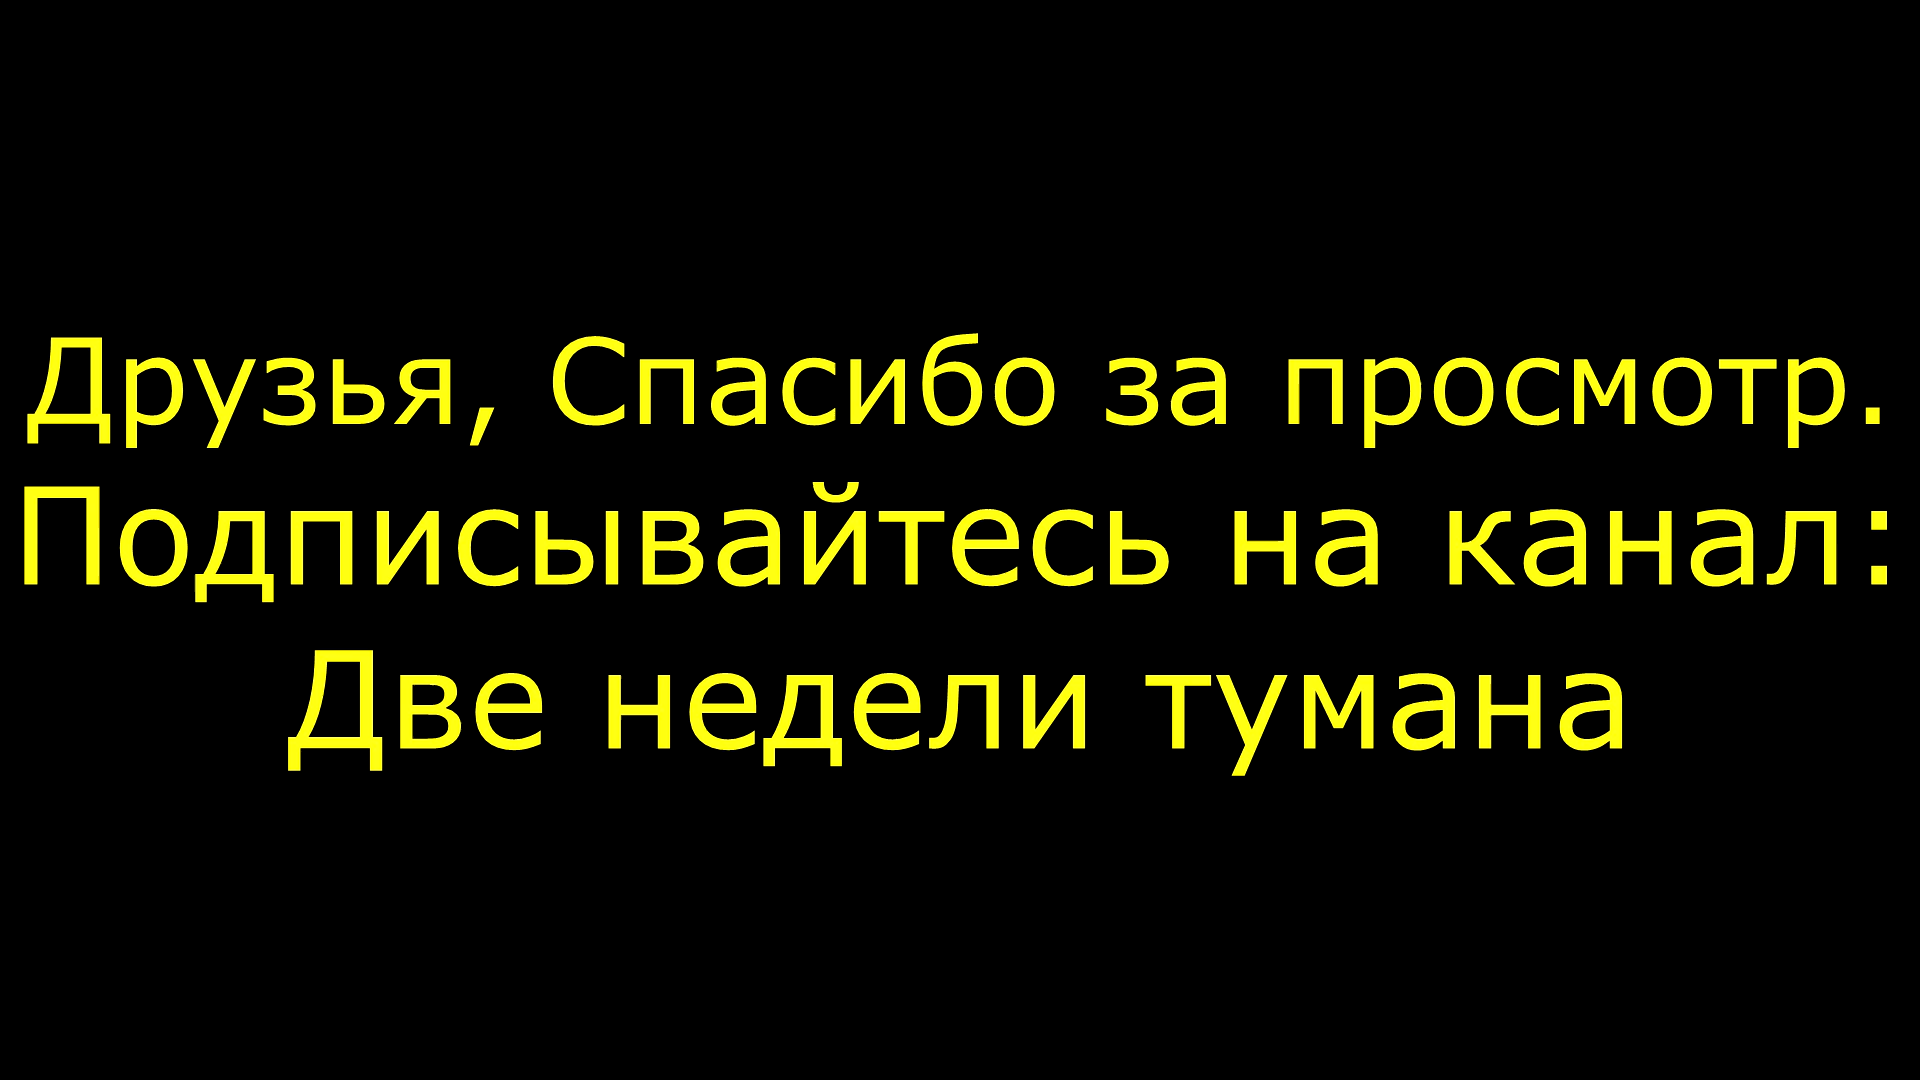 Друзья, Спасибо за просмотр.
Подписывайтесь на канал:
Две недели тумана